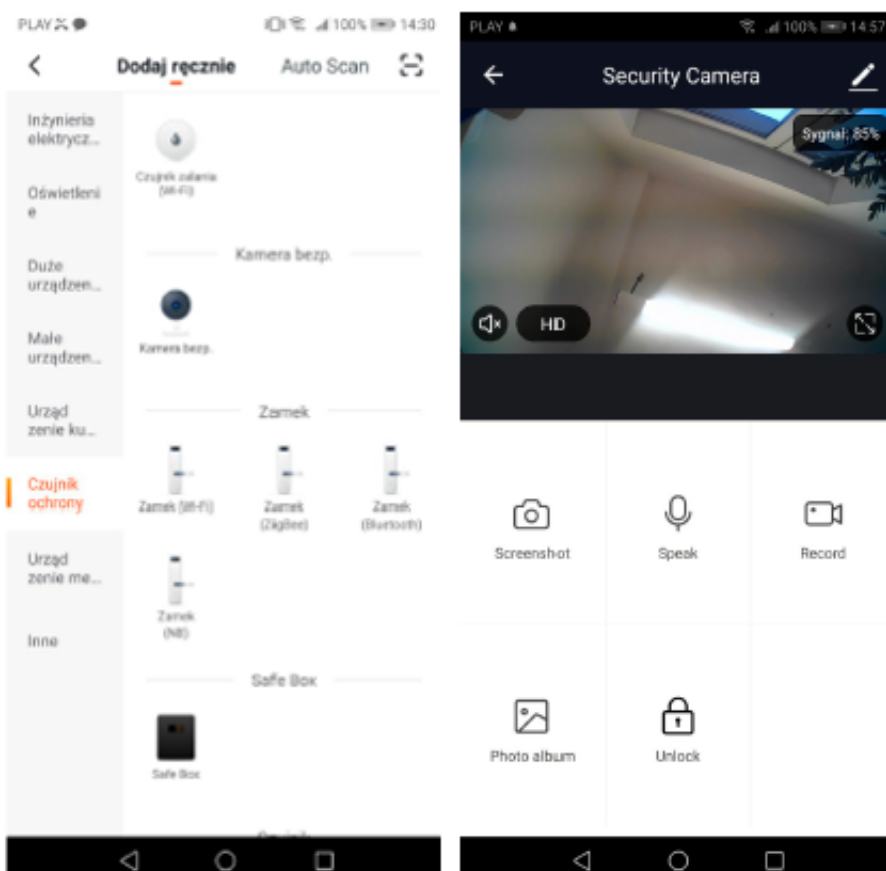 PLAY
100%
14:30
Dodaj ręcznie
Auto Scan
Inżynieria
elektrycz...
Oświetleni
e
Duże
urządzen...
Małe
urządzen...
Urząd
zenie ku...
Czujnik
ochrony
Urząd
zenie me...
Inne
Czujnik zalania
(Wi-Fi)
Kamera bezp.
Kamera bezp.
Zamek
Zamek (Wi-Fi)
Zamek
(ZigBee)
Zamek
(Bluetooth)
Zamek
(NB)
Safe Box
Safe Box
PLAY
100%
14:57
Security Camera
Sygnał: 85%
HD
Screenshot
Speak
Record
Photo album
Unlock